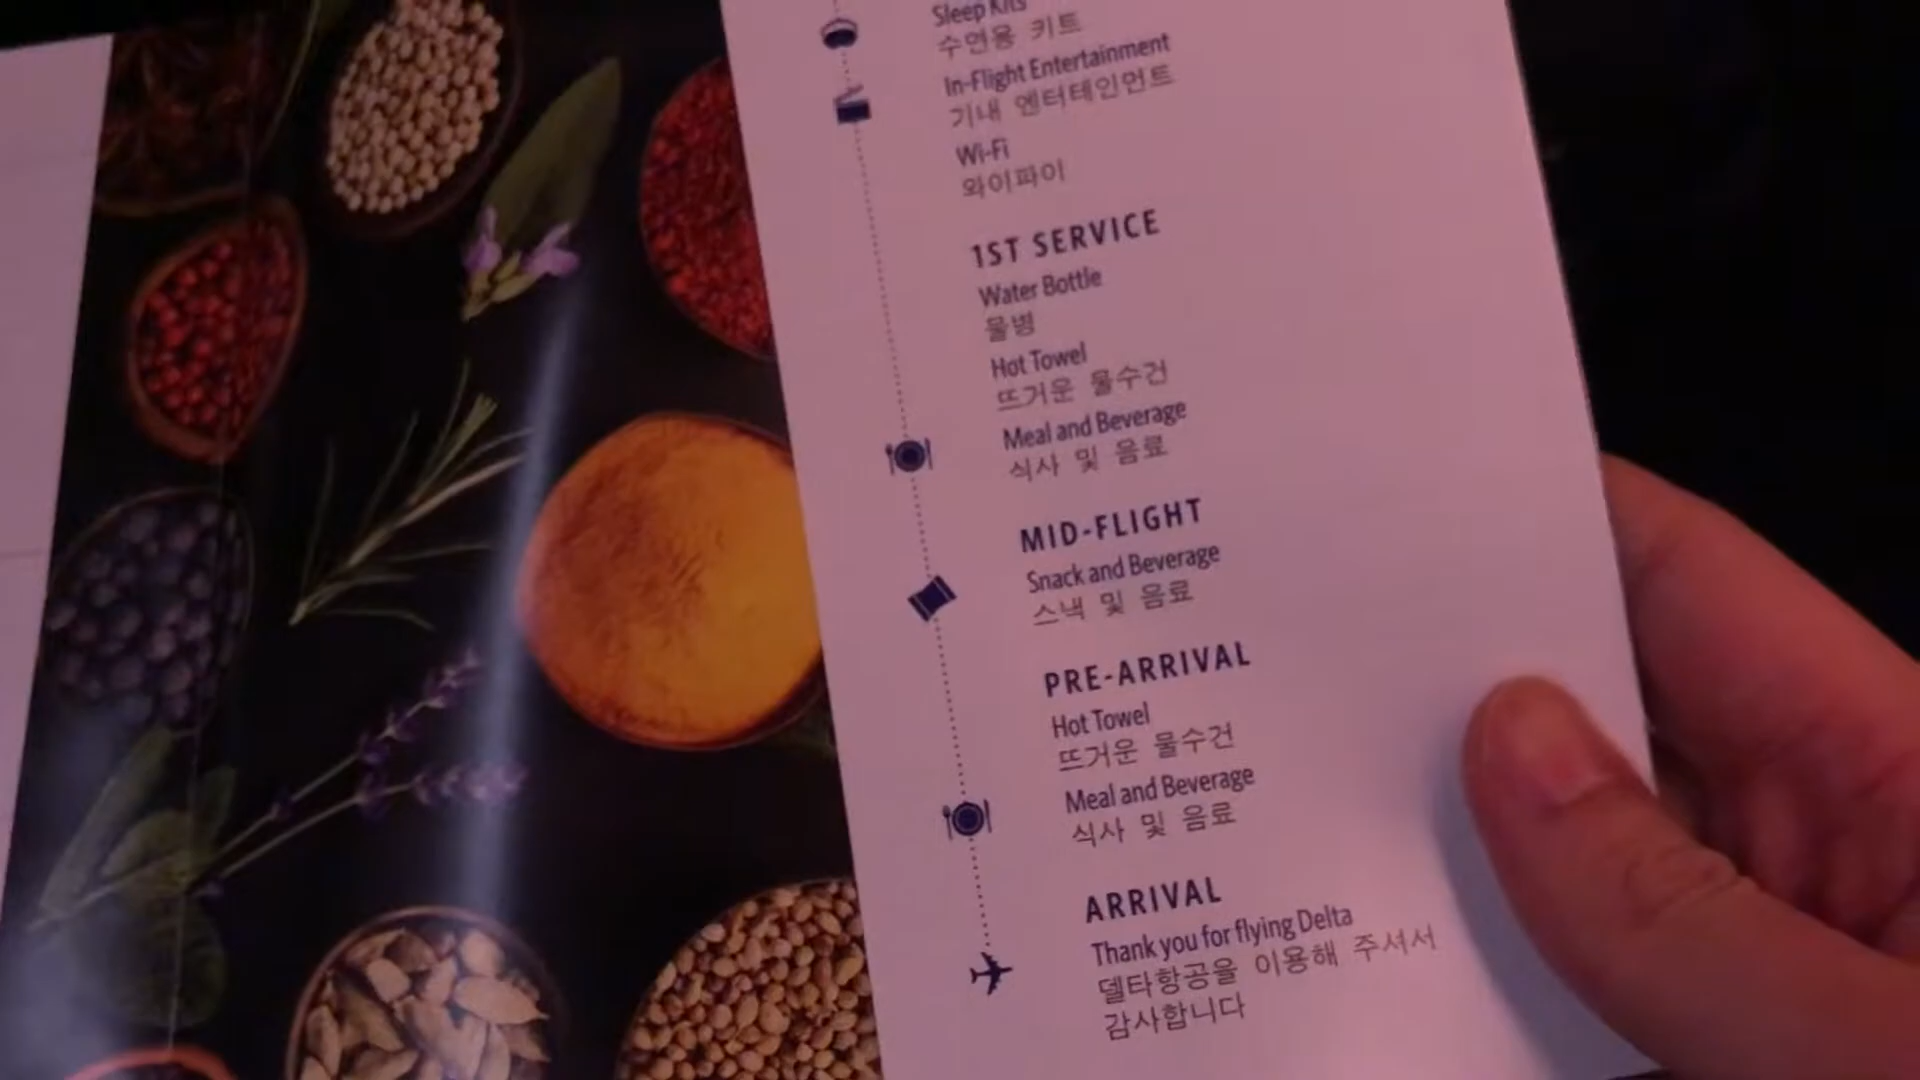 Sleep Kits
수면용 키트
In-Flight Entertainment
기내 엔터테인먼트
Wi-Fi
와이파이
1ST SERVICE
Water Bottle
물병
Hot Towel
뜨거운 물수건
Meal and Beverage
식사 및 음료
MID-FLIGHT
Snack and Beverage
스낵 및 음료
PRE-ARRIVAL
Hot Towel
뜨거운 물수건
Meal and Beverage
식사 및 음료
ARRIVAL
Thank you for flying Delta
델타항공을 이용해 주셔서
감사합니다